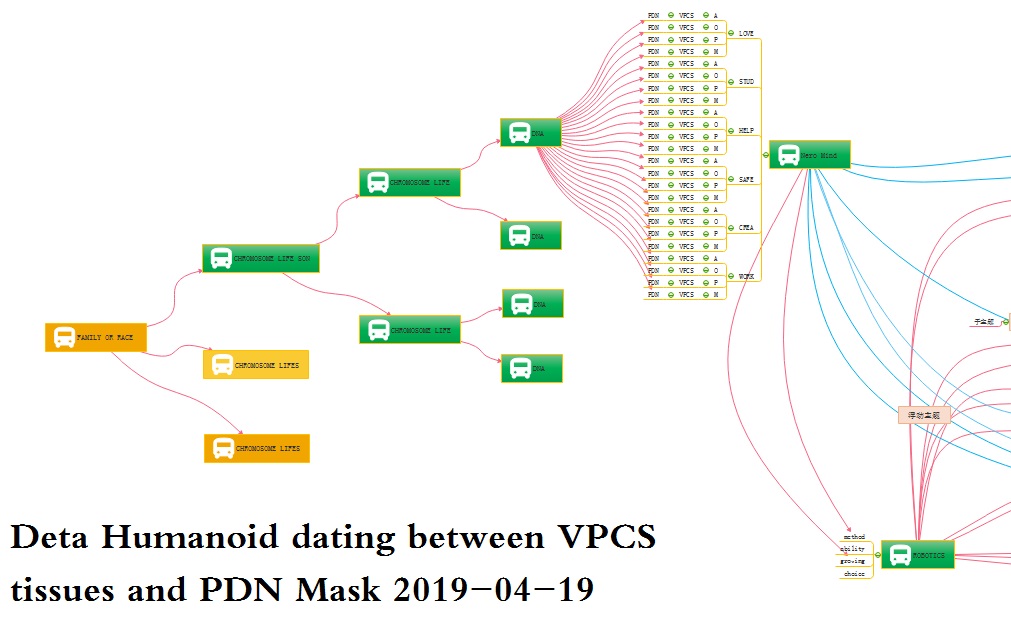 PDN VPCS A
PDN VPCS O
LOVE
PDN VPCS P
PDN VPCS M
PDN VPCS A
PDN VPCS O
STUD
PDN VPCS P
PDN VPCS M
PDN VPCS A
PDN VPCS O
HELP
PDN VPCS P
PDN VPCS M
PDN VPCS A
PDN VPCS O
SAFE
PDN VPCS P
PDN VPCS M
PDN VPCS A
PDN VPCS O
CREA
PDN VPCS P
PDN VPCS M
PDN VPCS A
PDN VPCS O
WORK
PDN VPCS P
PDN VPCS M
DNA
Nero Mind
CHROMOSOME LIFE
DNA
CHROMOSOME LIFE SON
DNA
子主题
CHROMOSOME LIFE
FAMILY OR RACE
CHROMOSOME LIFES
DNA
浮动主题
CHROMOSOME LIFES
method
ability
growing
choice
ROBOTICS
Deta Humanoid dating between VPCS
tissues and PDN Mask 2019-04-19